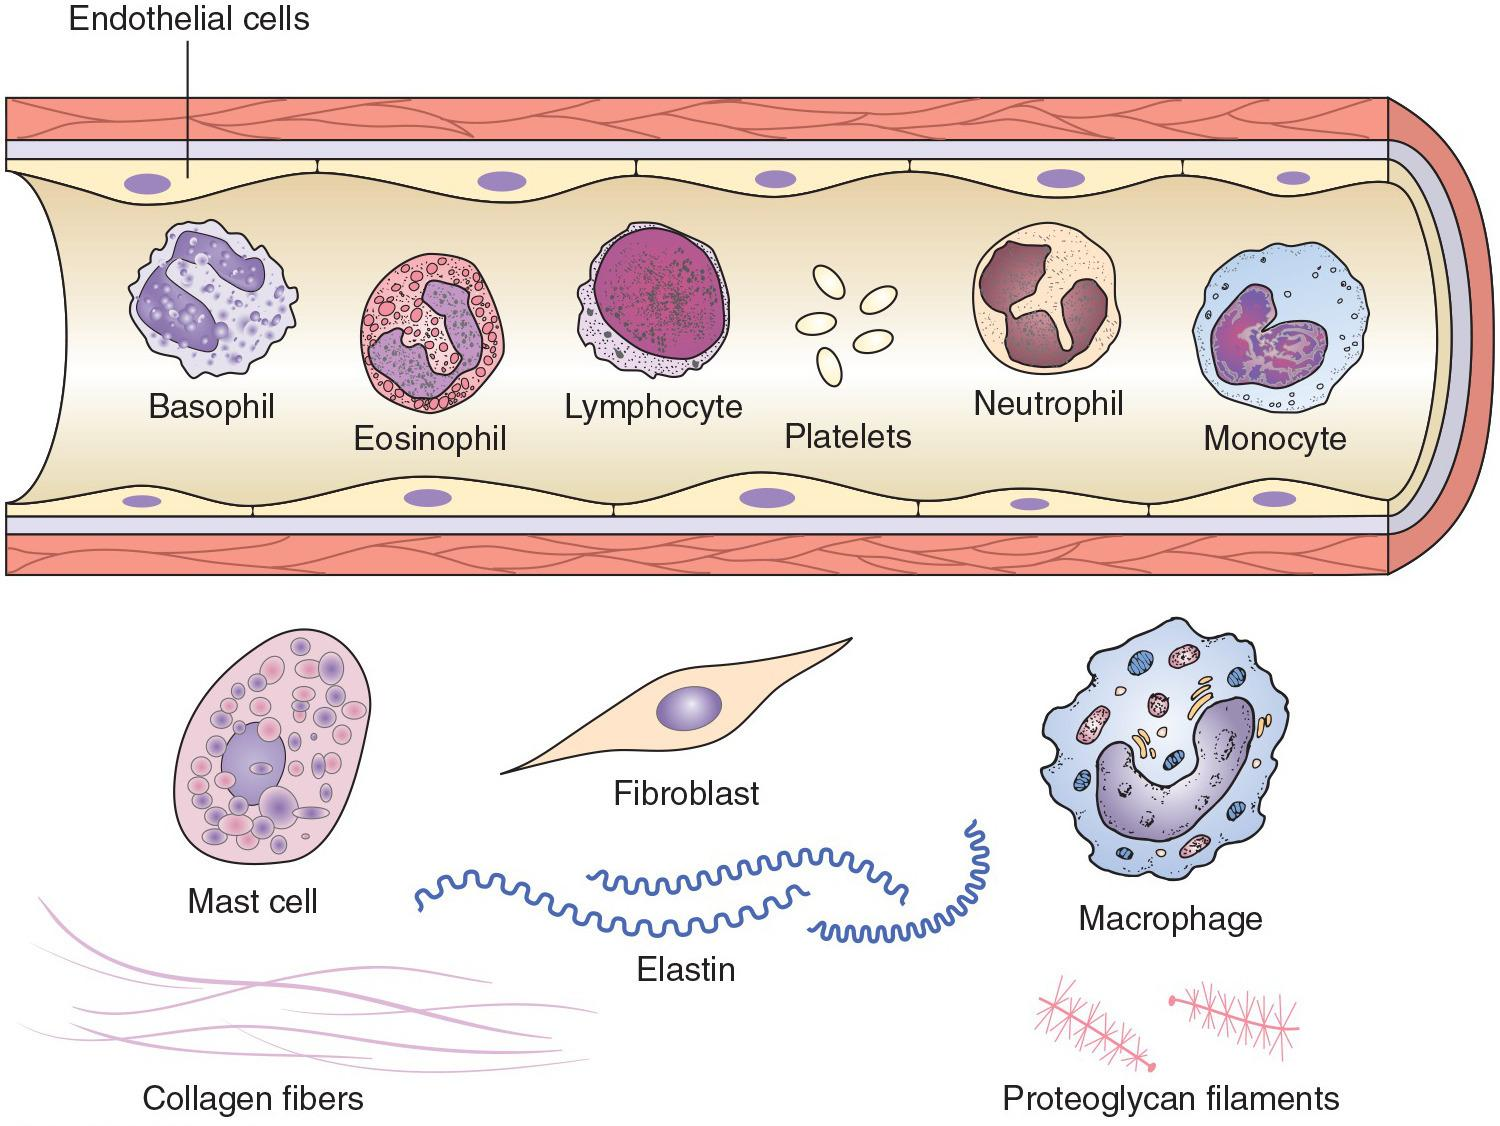 Endothelial cells
Basophil
Eosinophil
Lymphocyte
Platelets
Neutrophil
Monocyte
Mast cell
Fibroblast
Macrophage
Elastin
Collagen fibers
Proteoglycan filaments